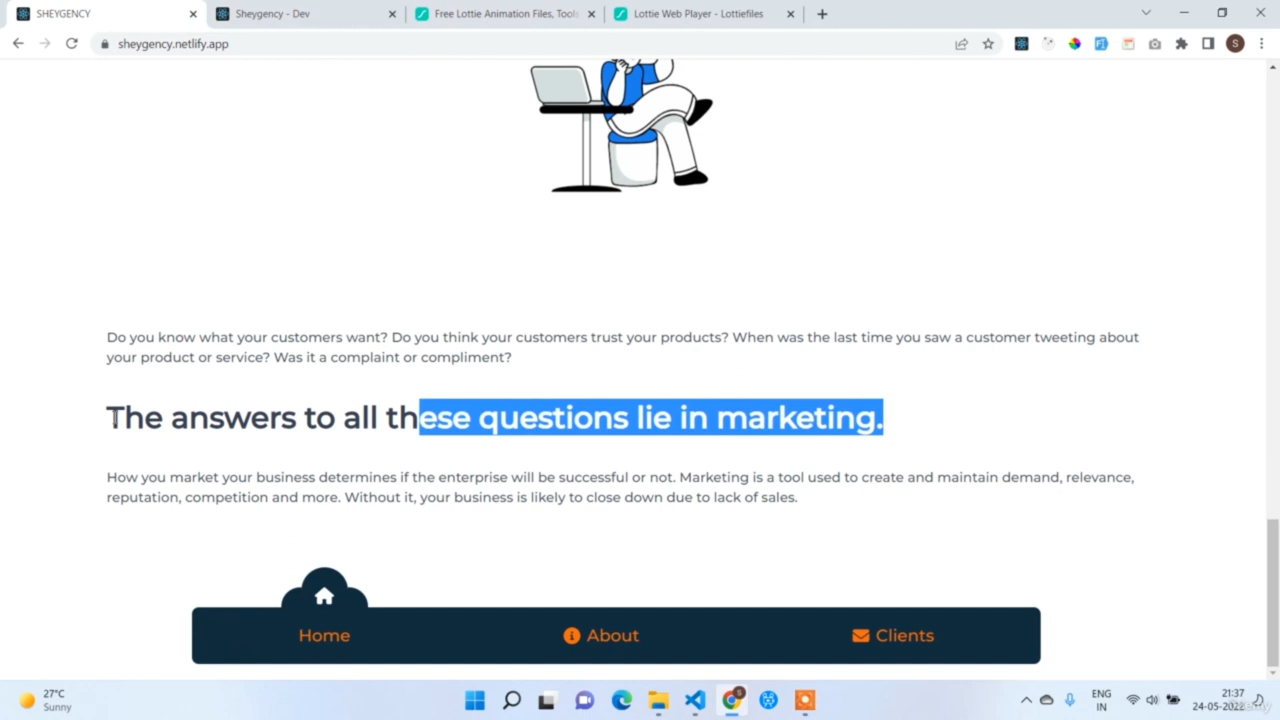 SHEYGENCY
Sheygency - Dev
Free Lottie Animation Files, Tools
Lottie Web Player - Lottiefiles
sheygency.netlify.app
S
Do you know what your customers want? Do you think your customers trust your products? When was the last time you saw a customer tweeting about
your product or service? Was it a complaint or compliment?
The answers to all these questions lie in marketing.
How you market your business determines if the enterprise will be successful or not. Marketing is a tool used to create and maintain demand, relevance,
reputation, competition and more. Without it, your business is likely to close down due to lack of sales.
Home
About
Clients
27°C
Sunny
ENG
IN
21:37
24-05-2022